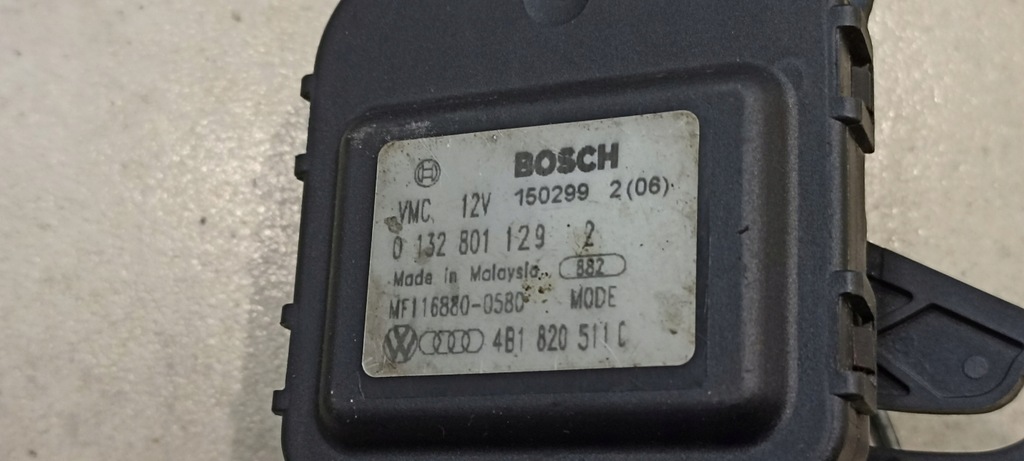 BOSCH
VMC 12V 150299 2(06)
0 132 801 129 2
Made in Malaysia 882
MF116880-0580 MODE
4B1 820 511 C